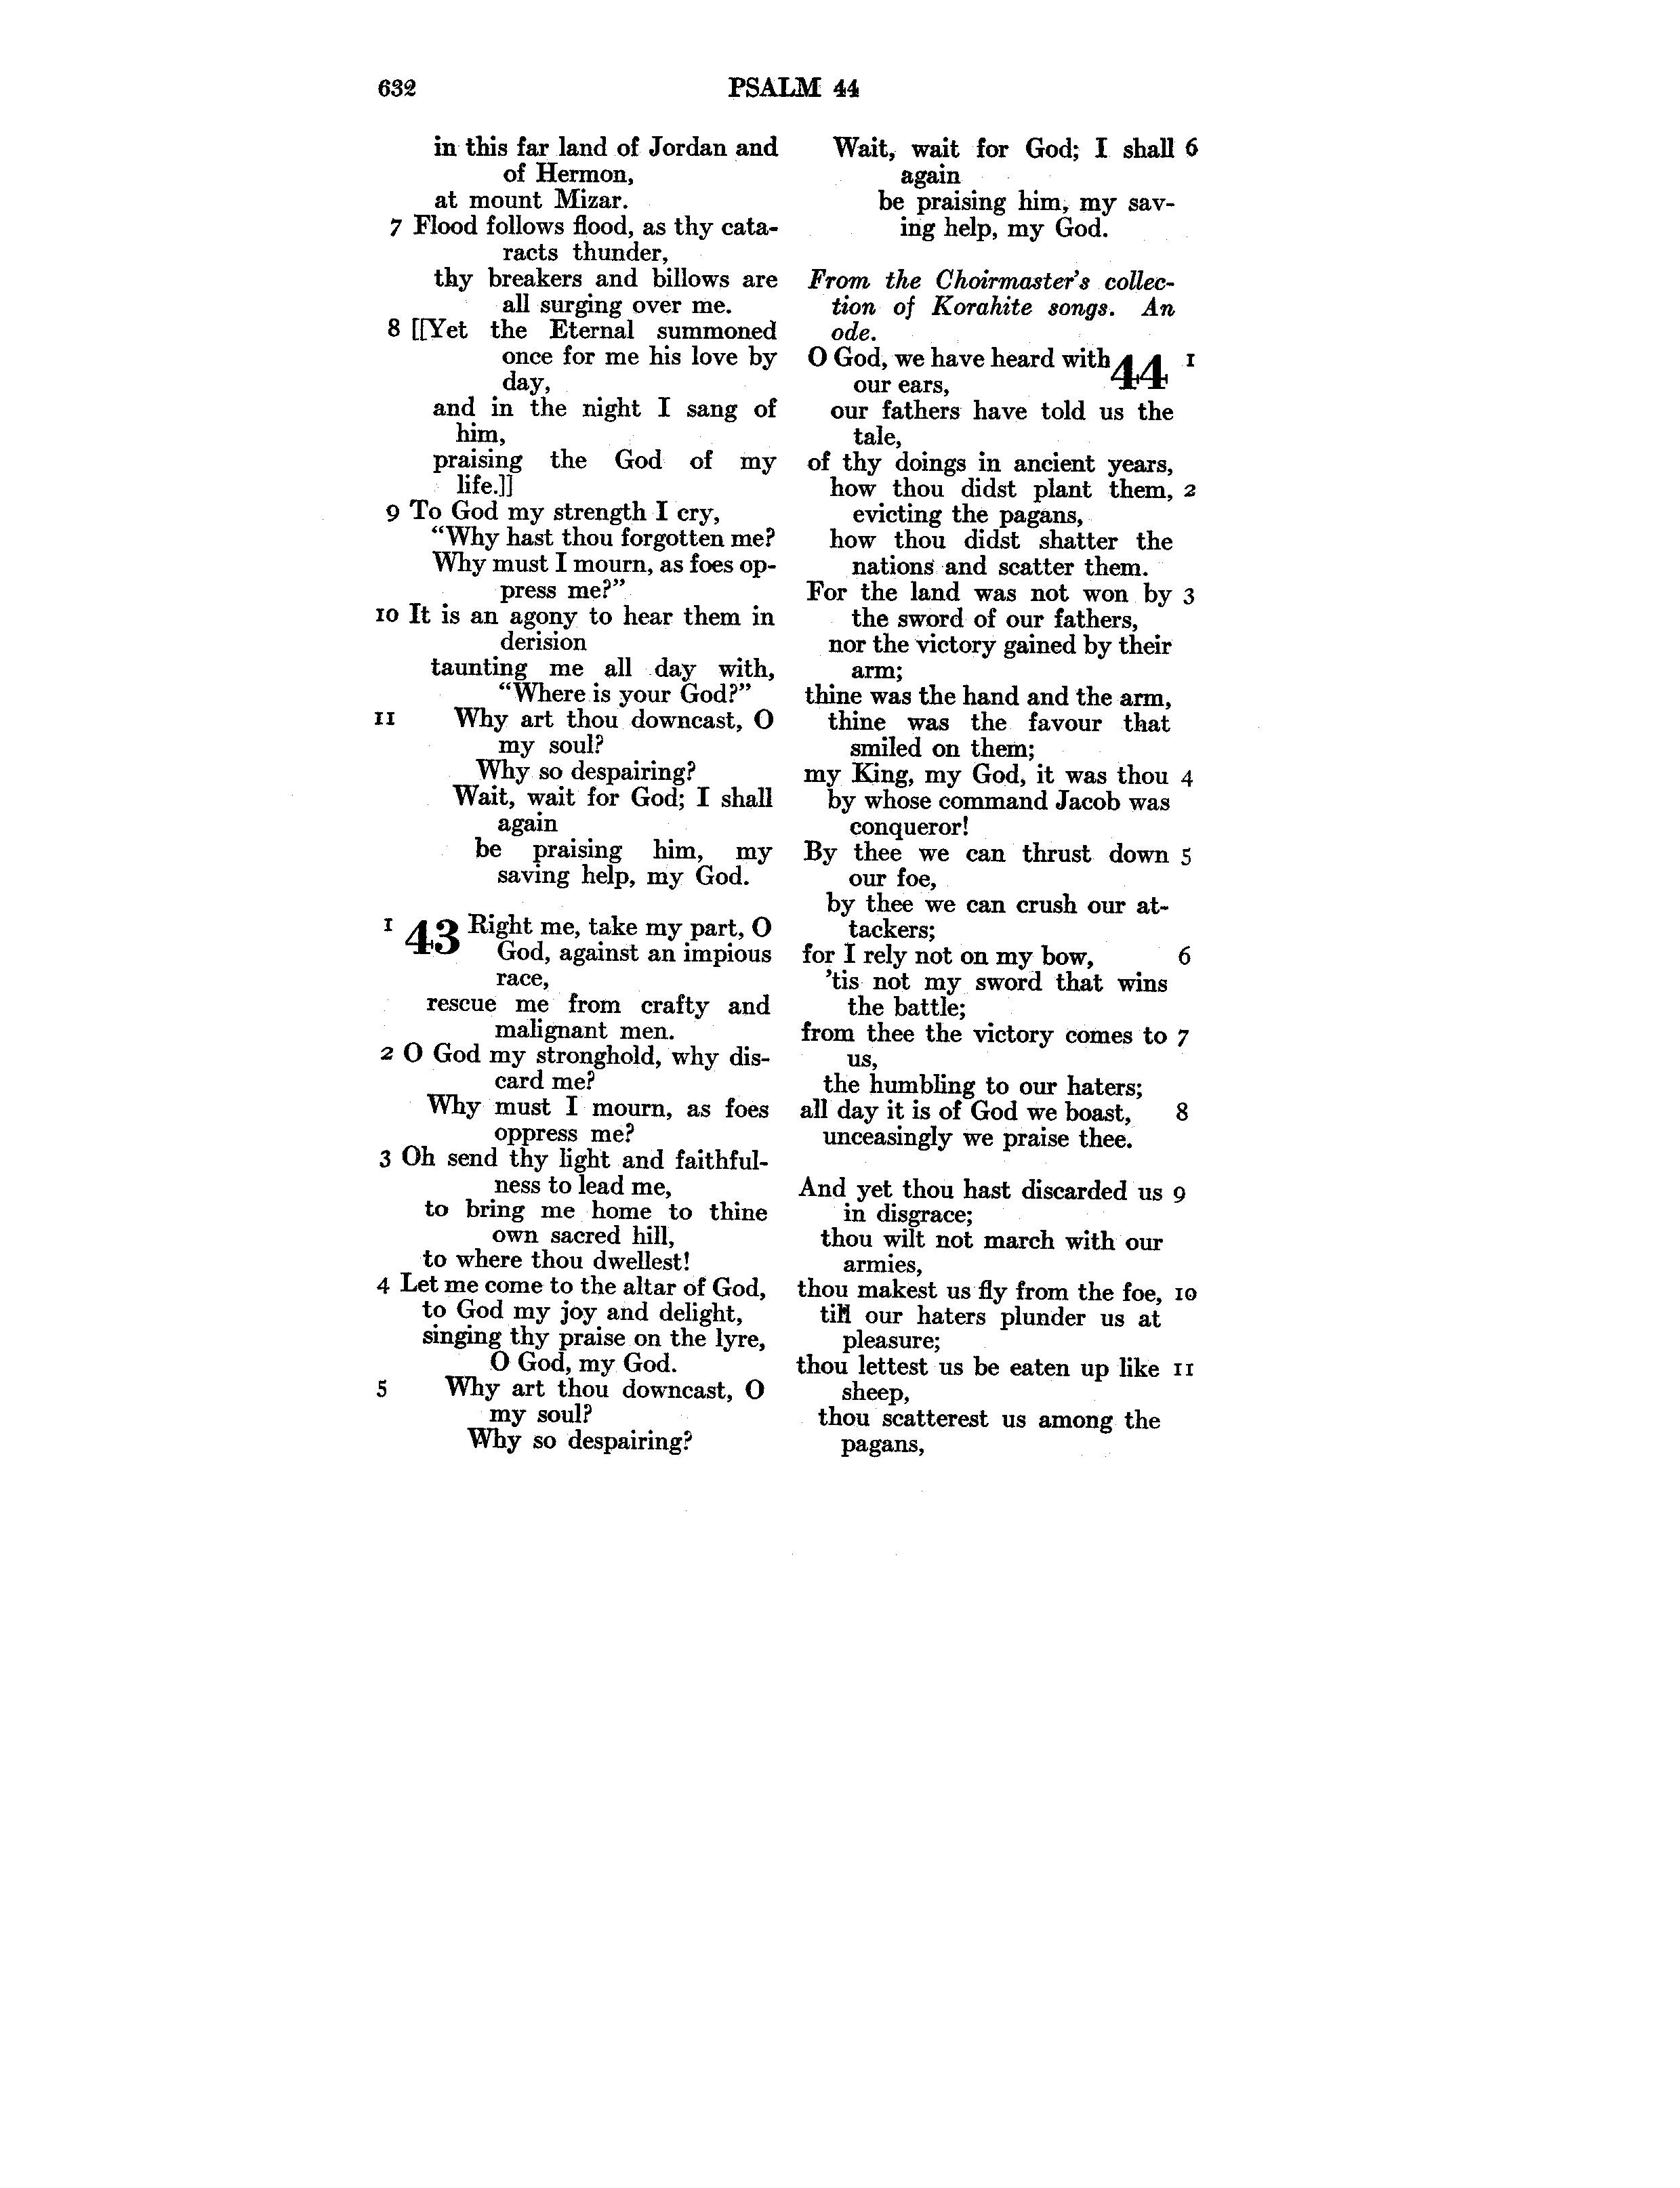 632
PSALM 44
in this far land of Jordan and
of Hermon,
at mount Mizar.
7 Flood follows flood, as thy cata-
racts thunder,
thy breakers and billows are
all surging over me.
8 [[Yet the Eternal summoned
once for me his love by
day,
and in the night I sang of
him,
praising the God of my
life.]]
9 To God my strength I cry,
“Why hast thou forgotten me?
Why must I mourn, as foes op-
press me?”
10 It is an agony to hear them in
derision
taunting me all day with,
“Where is your God?”
11 Why art thou downcast, O
my soul?
Why so despairing?
Wait, wait for God; I shall
again
be praising him, my
saving help, my God.
1 43 Right me, take my part, O
God, against an impious
race,
rescue me from crafty and
malignant men.
2 O God my stronghold, why dis-
card me?
Why must I mourn, as foes
oppress me?
3 Oh send thy light and faithful-
ness to lead me,
to bring me home to thine
own sacred hill,
to where thou dwellest!
4 Let me come to the altar of God,
to God my joy and delight,
singing thy praise on the lyre,
O God, my God.
5 Why art thou downcast, O
my soul?
Why so despairing?
Wait, wait for God; I shall 6
again
be praising him, my sav-
ing help, my God.
From the Choirmaster’s collec-
tion of Korahite songs. An
ode.
O God, we have heard with 44 1
our ears,
our fathers have told us the
tale,
of thy doings in ancient years,
how thou didst plant them, 2
evicting the pagans,
how thou didst shatter the
nations and scatter them.
For the land was not won by 3
the sword of our fathers,
nor the victory gained by their
arm;
thine was the hand and the arm,
thine was the favour that
smiled on them;
my King, my God, it was thou 4
by whose command Jacob was
conqueror!
By thee we can thrust down 5
our foe,
by thee we can crush our at-
tackers;
for I rely not on my bow, 6
’tis not my sword that wins
the battle;
from thee the victory comes to 7
us,
the humbling to our haters;
all day it is of God we boast, 8
unceasingly we praise thee.
And yet thou hast discarded us 9
in disgrace;
thou wilt not march with our
armies,
thou makest us fly from the foe, 10
till our haters plunder us at
pleasure;
thou lettest us be eaten up like 11
sheep,
thou scatterest us among the
pagans,